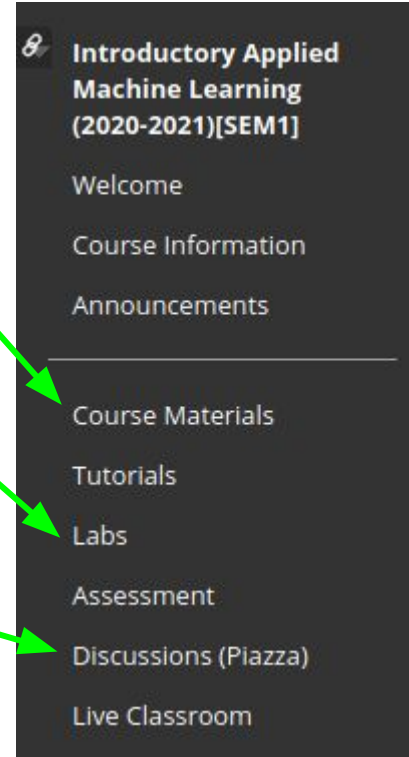 Introductory Applied
Machine Learning
(2020-2021)[SEM1]
Welcome
Course Information
Announcements
Course Materials
Tutorials
Labs
Assessment
Discussions (Piazza)
Live Classroom